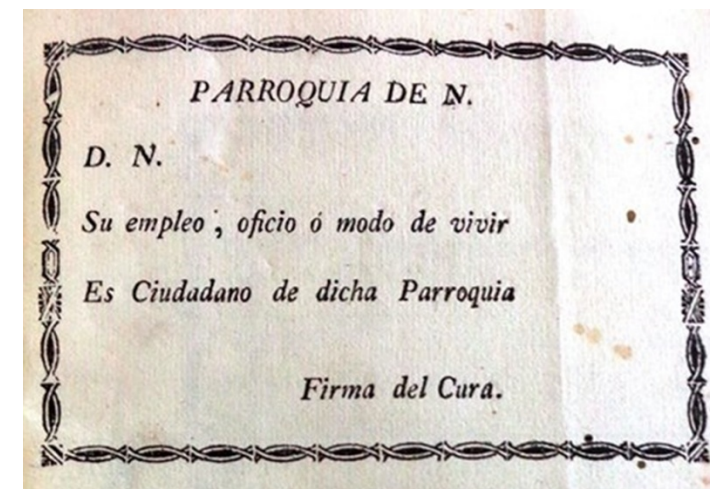 PARROQUIA DE N.
D. N.
Su empleo , oficio ó modo de vivir
Es Ciudadano de dicha Parroquia
Firma del Cura.